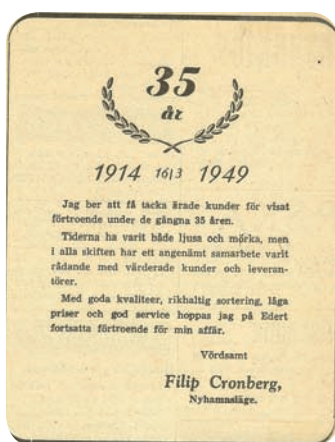 35
år
1914 16/3 1949
Jag ber att få tacka ärade kunder för visat
förtroende under de gångna 35 åren.
Tiderna ha varit både ljusa och mörka, men
i alla skiften har ett angenämt samarbete varit
rådande med värderade kunder och leveran-
törer.
Med goda kvaliteer, rikhaltig sortering, låga
priser och god service hoppas jag på Edert
fortsatta förtroende för min affär.
Vördsamt
Filip Cronberg,
Nyhamnsläge.